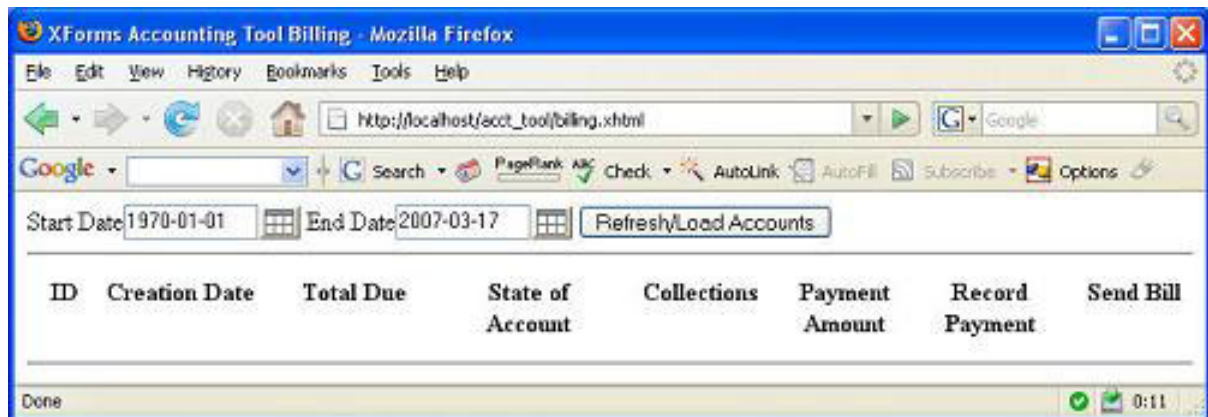 XForms Accounting Tool Billing - Mozilla Firefox
File Edit View History Bookmarks Tools Help
http://localhost/acct_tool/billing.xhtml G Google
Google G Search PageRank ABC Check AutoLink AutoFill Subscribe Options
Start Date 1970-01-01 End Date 2007-03-17 Refresh/Load Accounts
ID Creation Date Total Due State of Account Collections Payment Amount Record Payment Send Bill
Done 0:11